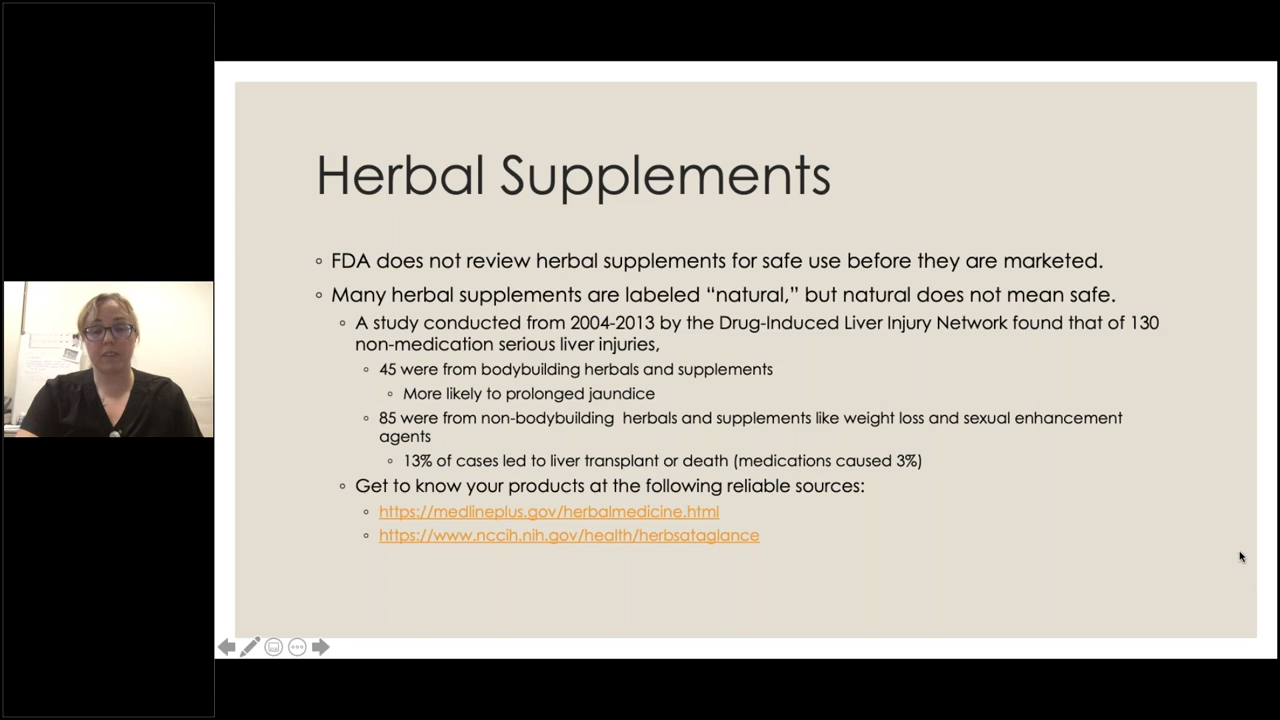 Herbal Supplements
◦ FDA does not review herbal supplements for safe use before they are marketed.
◦ Many herbal supplements are labeled “natural,” but natural does not mean safe.
◦ A study conducted from 2004-2013 by the Drug-Induced Liver Injury Network found that of 130
non-medication serious liver injuries,
◦ 45 were from bodybuilding herbals and supplements
◦ More likely to prolonged jaundice
◦ 85 were from non-bodybuilding  herbals and supplements like weight loss and sexual enhancement
agents
◦ 13% of cases led to liver transplant or death (medications caused 3%)
◦ Get to know your products at the following reliable sources:
◦ https://medlineplus.gov/herbalmedicine.html
◦ https://www.nccih.nih.gov/health/herbsataglance